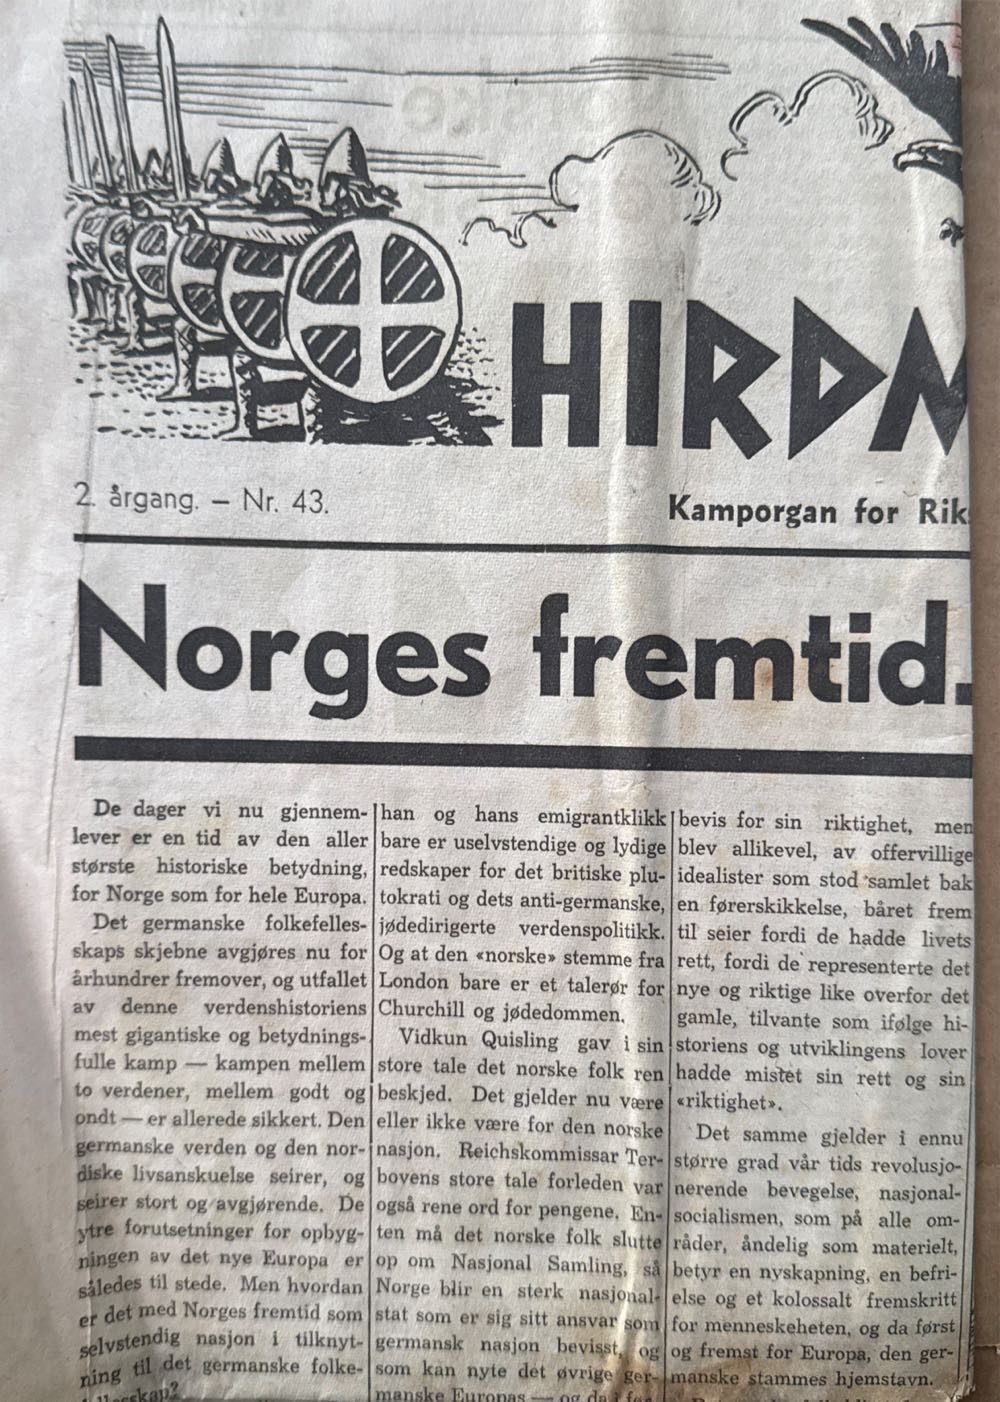 HIRDM
2. årgang. – Nr. 43.
Kamporgan for Rik
Norges fremtid.
De dager vi nu gjennem-
lever er en tid av den aller
største historiske betydning,
for Norge som for hele Europa.
Det germanske folkefelles-
skaps skjebne avgjøres nu for
århundrer fremover, og utfallet
av denne verdenshistoriens
mest gigantiske og betydnings-
fulle kamp — kampen mellem
to verdener, mellem godt og
ondt — er allerede sikkert. Den
germanske verden og den nor-
diske livsanskuelse seirer, og
seirer stort og avgjørende. De
ytre forutsetninger for opbyg-
ningen av det nye Europa er
således til stede. Men hvordan
er det med Norges fremtid som
selvstendig nasjon i tilknyt-
ning til det germanske folke-
han og hans emigrantklikk
bare er uselvstendige og lydige
redskaper for det britiske plu-
tokrati og dets anti-germanske,
jødedirigerte verdenspolitikk.
Og at den «norske» stemme fra
London bare er et talerør for
Churchill og jødedommen.
Vidkun Quisling gav i sin
store tale det norske folk ren
beskjed. Det gjelder nu være
eller ikke være for den norske
nasjon. Reichskommissar Ter-
bovens store tale forleden var
også rene ord for pengene. En-
ten må det norske folk slutte
op om Nasjonal Samling, så
Norge blir en sterk nasjonal-
stat som er sig sitt ansvar som
germansk nasjon bevisst, og
som kan nyte det øvrige ger-
manske Europas — og da i
bevis for sin riktighet, men
blev allikevel, av offervillige
idealister som stod samlet bak
en førerskikkelse, båret frem
til seier fordi de hadde livets
rett, fordi de representerte det
nye og riktige like overfor det
gamle, tilvante som ifølge hi-
storiens og utviklingens lover
hadde mistet sin rett og sin
«riktighet».
Det samme gjelder i ennu
større grad vår tids revolusjo-
nerende bevegelse, nasjonal-
socialismen, som på alle om-
råder, åndelig som materielt,
betyr en nyskapning, en befri-
else og et kolossalt fremskritt
for menneskeheten, og da først
og fremst for Europa, den ger-
manske stammes hjemstavn.